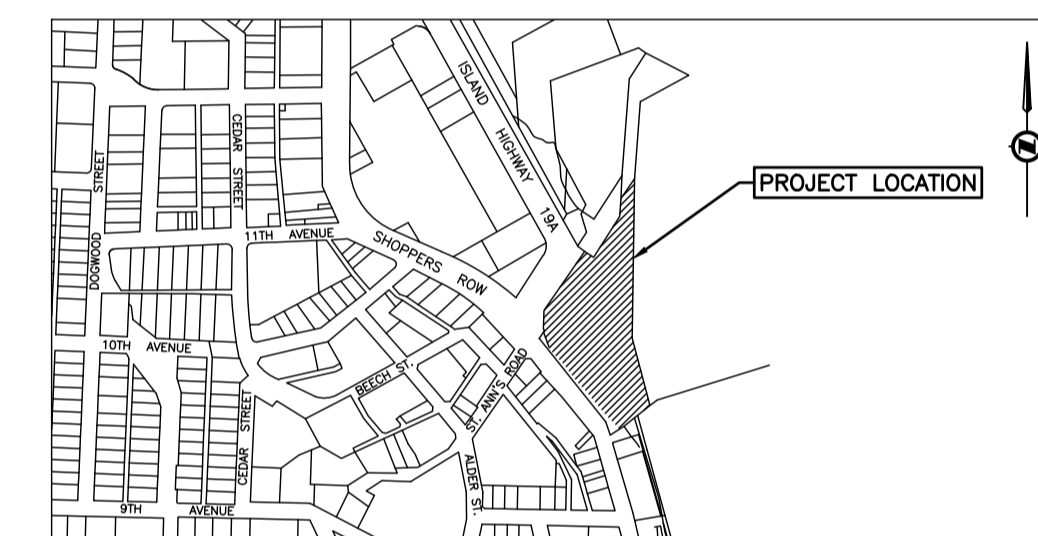 ISLAND HIGHWAY 19A
CEDAR STREET
DOGWOOD STREET
PROJECT LOCATION
11TH AVENUE
SHOPPERS ROW
10TH AVENUE
BEECH ST.
ST. ANN'S ROAD
CEDAR STREET
ALDER ST.
9TH AVENUE